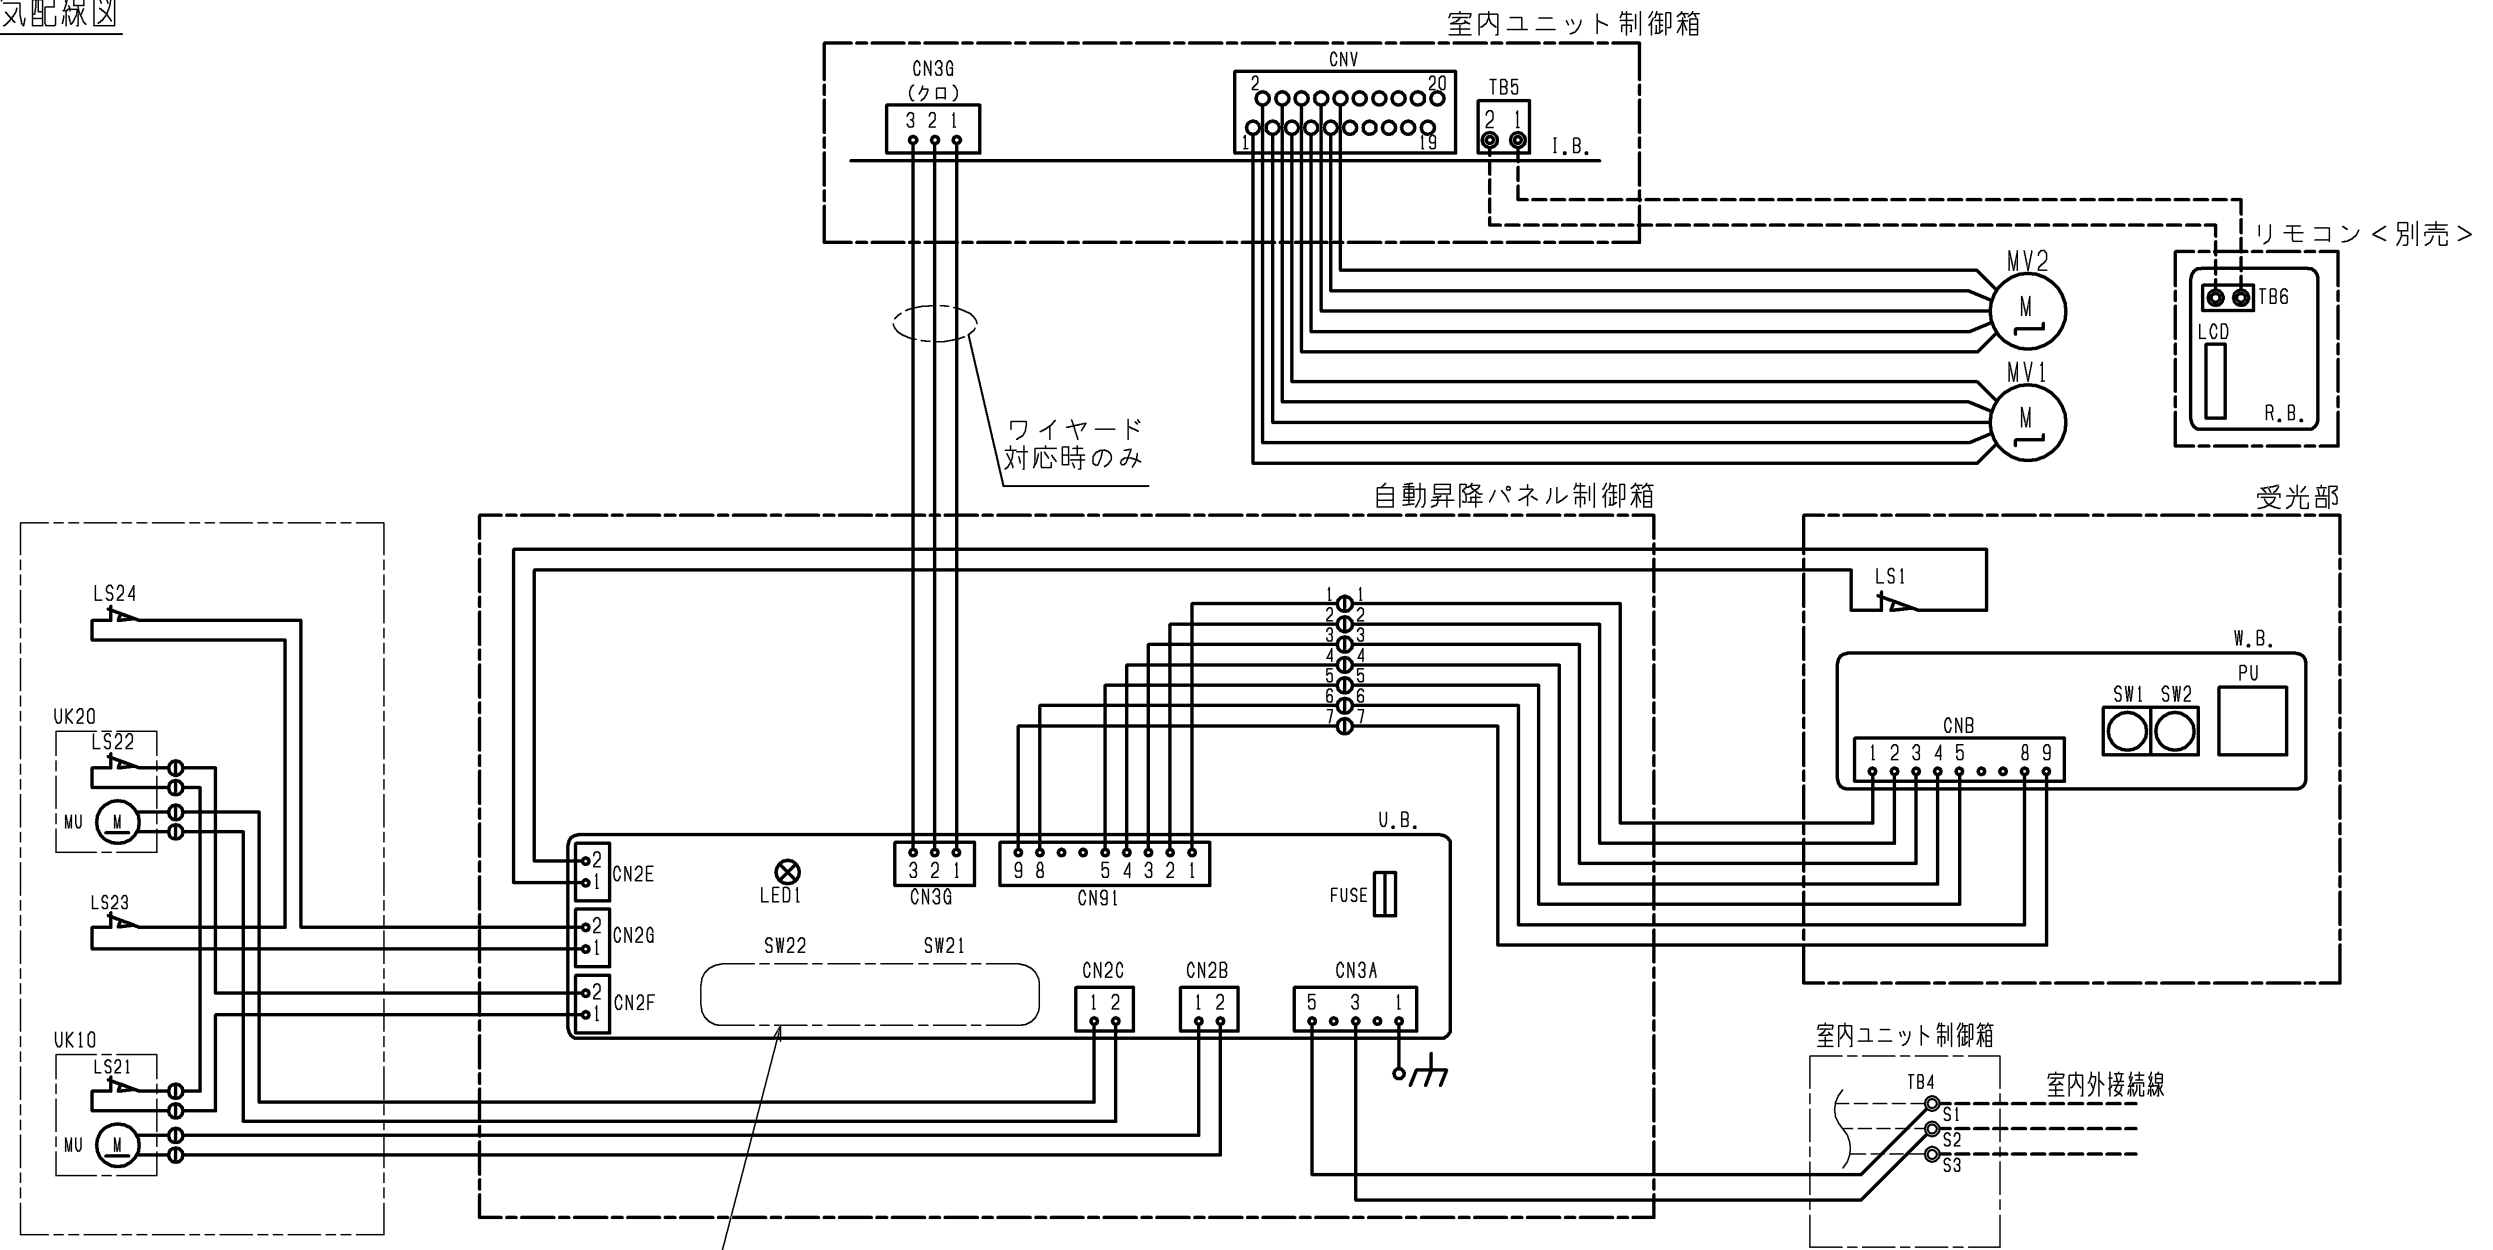 気配線図
室内ユニット制御箱
CN3G
(クロ)
3 2 1
CNV
2 20
1 19
TB5
2 1
I.B.
リモコン<別売>
TB6
LCD
R.B.
MV2
M
MV1
M
ワイヤード
対応時のみ
自動昇降パネル制御箱
受光部
LS1
LS24
1 1
2 2
3 3
4 4
5 5
6 6
7 7
W.B.
PU
SW1 SW2
CNB
1 2 3 4 5 8 9
UK20
LS22
MU M
LS23
UK10
LS21
MU M
U.B.
2
1
CN2E
2
1
CN2G
2
1
CN2F
LED1
3 2 1
CN3G
9 8 5 4 3 2 1
CN91
FUSE
SW22 SW21
CN2C
1 2
CN2B
1 2
CN3A
5 3 1
室内ユニット制御箱
TB4
S1
S2
S3
室内外接続線